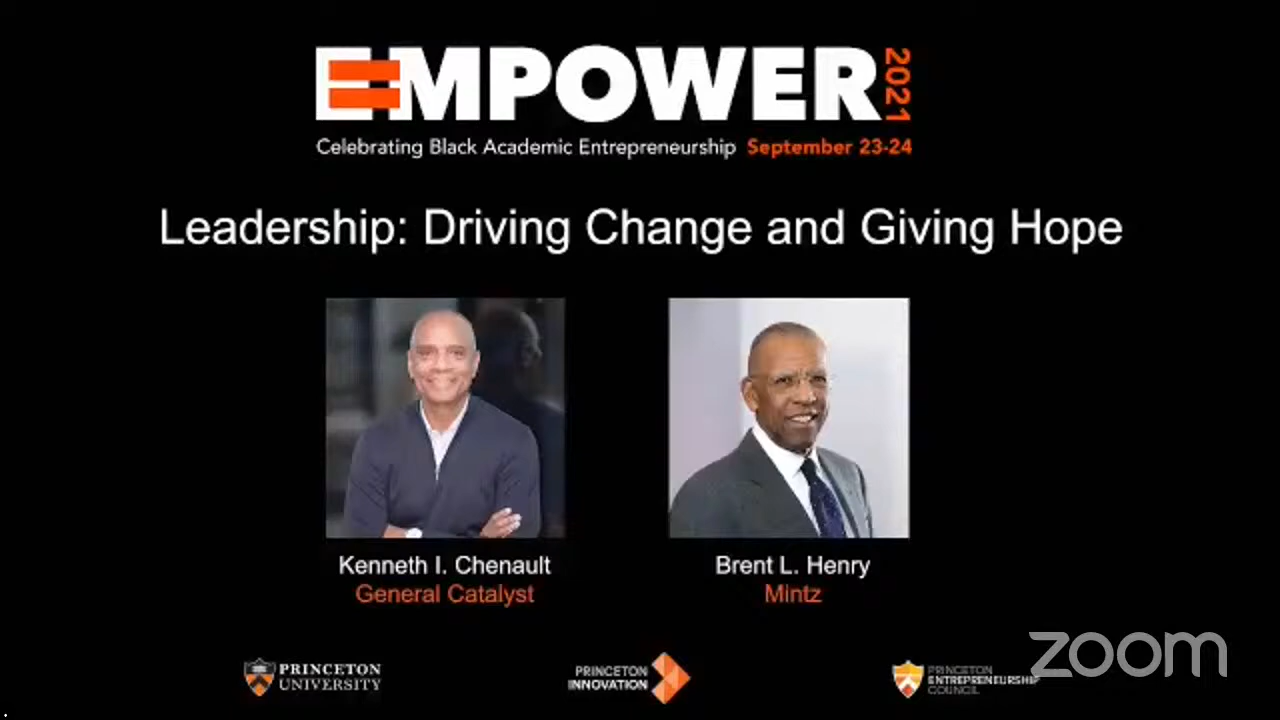 EMPOWER 2021
Celebrating Black Academic Entrepreneurship September 23-24
Leadership: Driving Change and Giving Hope
Kenneth I. Chenault
Brent L. Henry
General Catalyst
Mintz
PRINCETON
UNIVERSITY
PRINCETON
INNOVATION
PRINCETON
ENTREPRENEURSHIP
COUNCIL
zoom